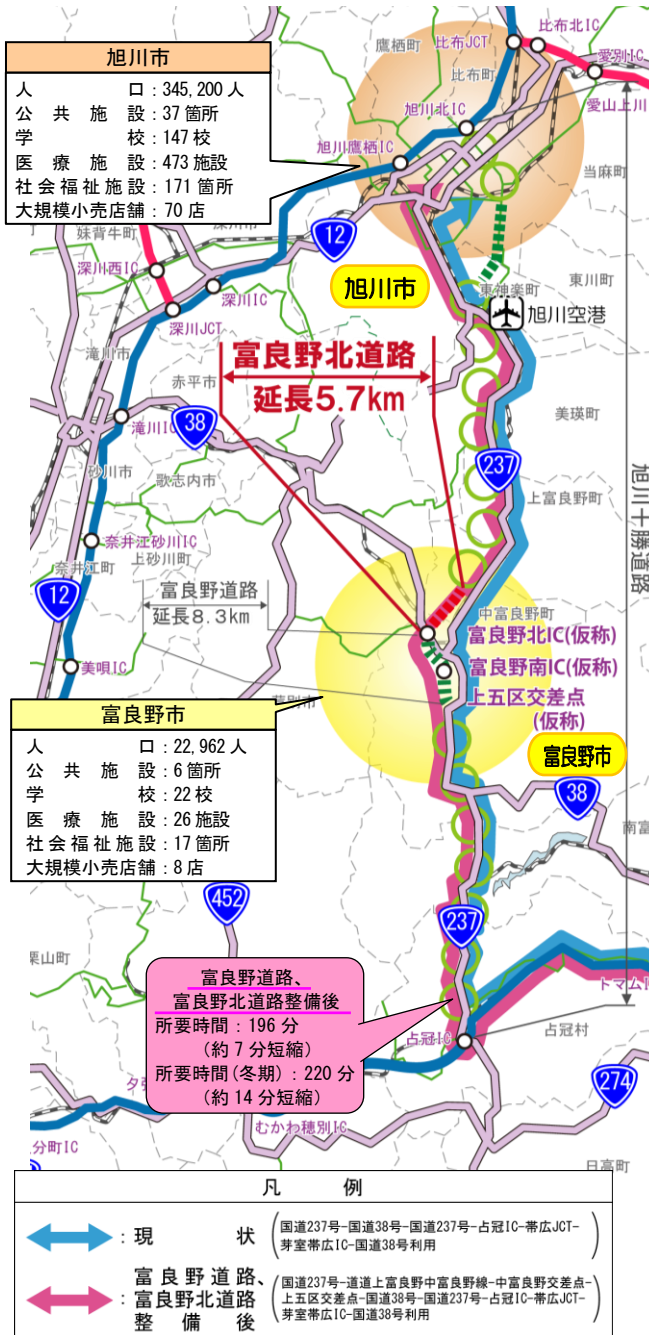 比布北IC
鷹栖町
比布JCT
愛別IC
比布町
旭川市
旭川北IC
愛山上川
人口：345,200人
公共施設：37箇所
学校：147校
医療施設：473施設
社会福祉施設：171箇所
大規模小売店舗：70店
旭川鷹栖IC
当麻町
妹背牛町
深川市
12
深川西IC
深川IC
旭川市
東川町
東神楽町
深川JCT
旭川空港
滝川市
富良野北道路
延長5.7km
赤平市
滝川IC
38
美瑛町
砂川市
歌志内市
237
旭川十勝道路
上富良野町
奈井江砂川IC
上砂川町
奈井江町
富良野道路
延長8.3km
12
中富良野町
富良野北IC(仮称)
富良野南IC(仮称)
美唄IC
上五区交差点
(仮称)
富良野市
富良野市
人口：22,962人
公共施設：6箇所
学校：22校
医療施設：26施設
社会福祉施設：17箇所
大規模小売店舗：8店
38
南富
452
237
栗山町
富良野道路、
富良野北道路整備後
所要時間：196分
(約7分短縮)
所要時間(冬期)：220分
(約14分短縮)
トマム
占冠IC
占冠村
夕張
274
むかわ穂別IC
分町IC
日高町
凡例
：現状
国道237号-国道38号-国道237号-占冠IC-帯広JCT-
芽室帯広IC-国道38号利用
：富良野道路、
富良野北道路
整備後
国道237号-道道上富良野中富良野線-中富良野交差点-
上五区交差点-国道38号-国道237号-占冠IC-帯広JCT-
芽室帯広IC-国道38号利用